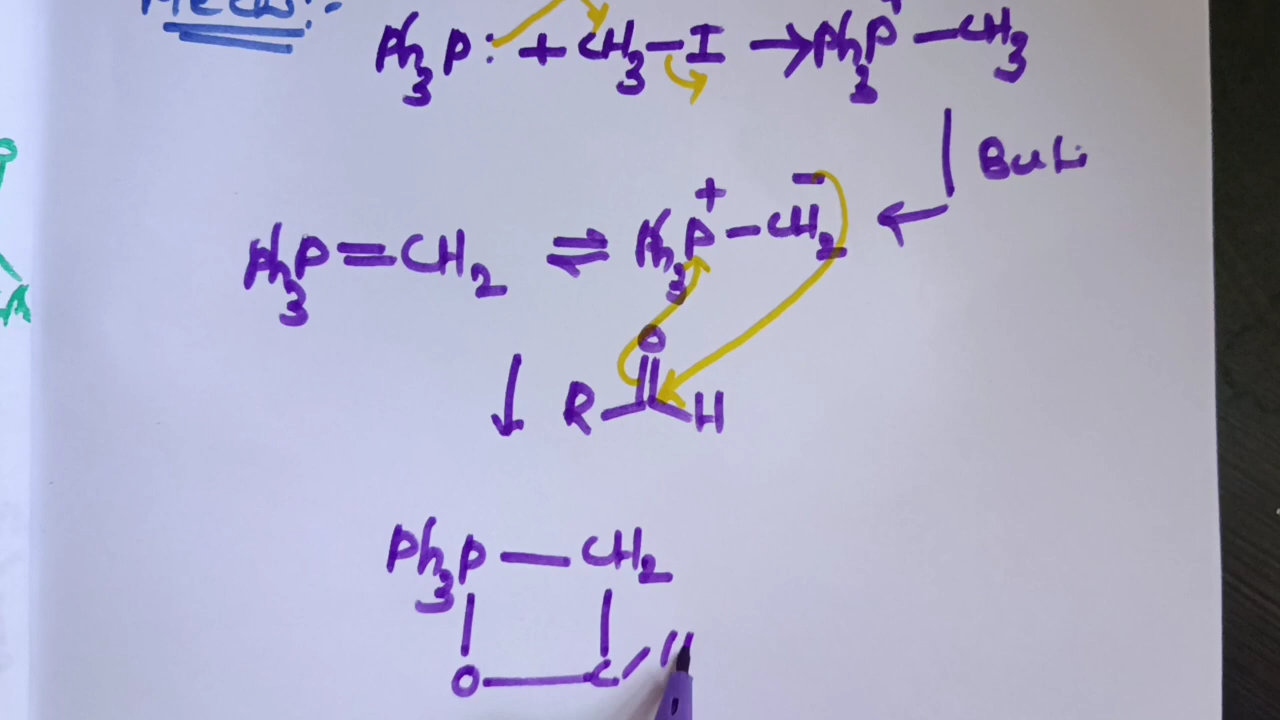 Mech:-
Ph3P: + CH3-I → Ph3P+-CH3
BuLi
Ph3P=CH2 ⇌ Ph3P+-CH2-
O
R H
Ph3P-CH2
O-C H